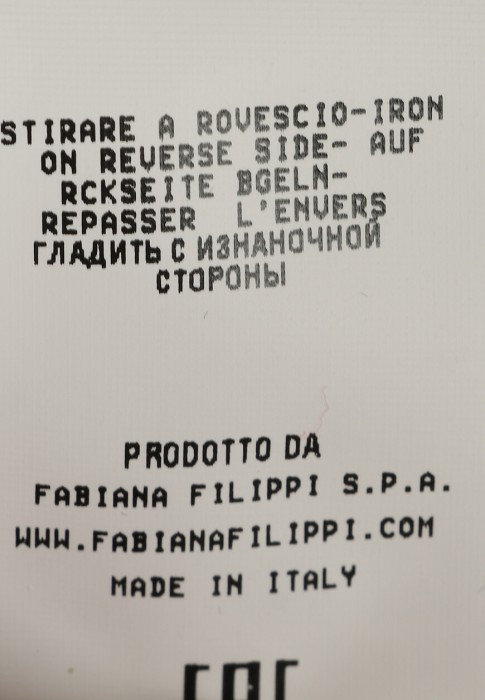 STIRARE A ROVESCIO-IRON
ON REVERSE SIDE- AUF
RCKSEITE BGELN-
REPASSER L'ENVERS
ГЛАДИТЬ С ИЗНАНОЧНОЙ
СТОРОНЫ
PRODOTTO DA
FABIANA FILIPPI S.P.A.
WWW.FABIANAFILIPPI.COM
MADE IN ITALY